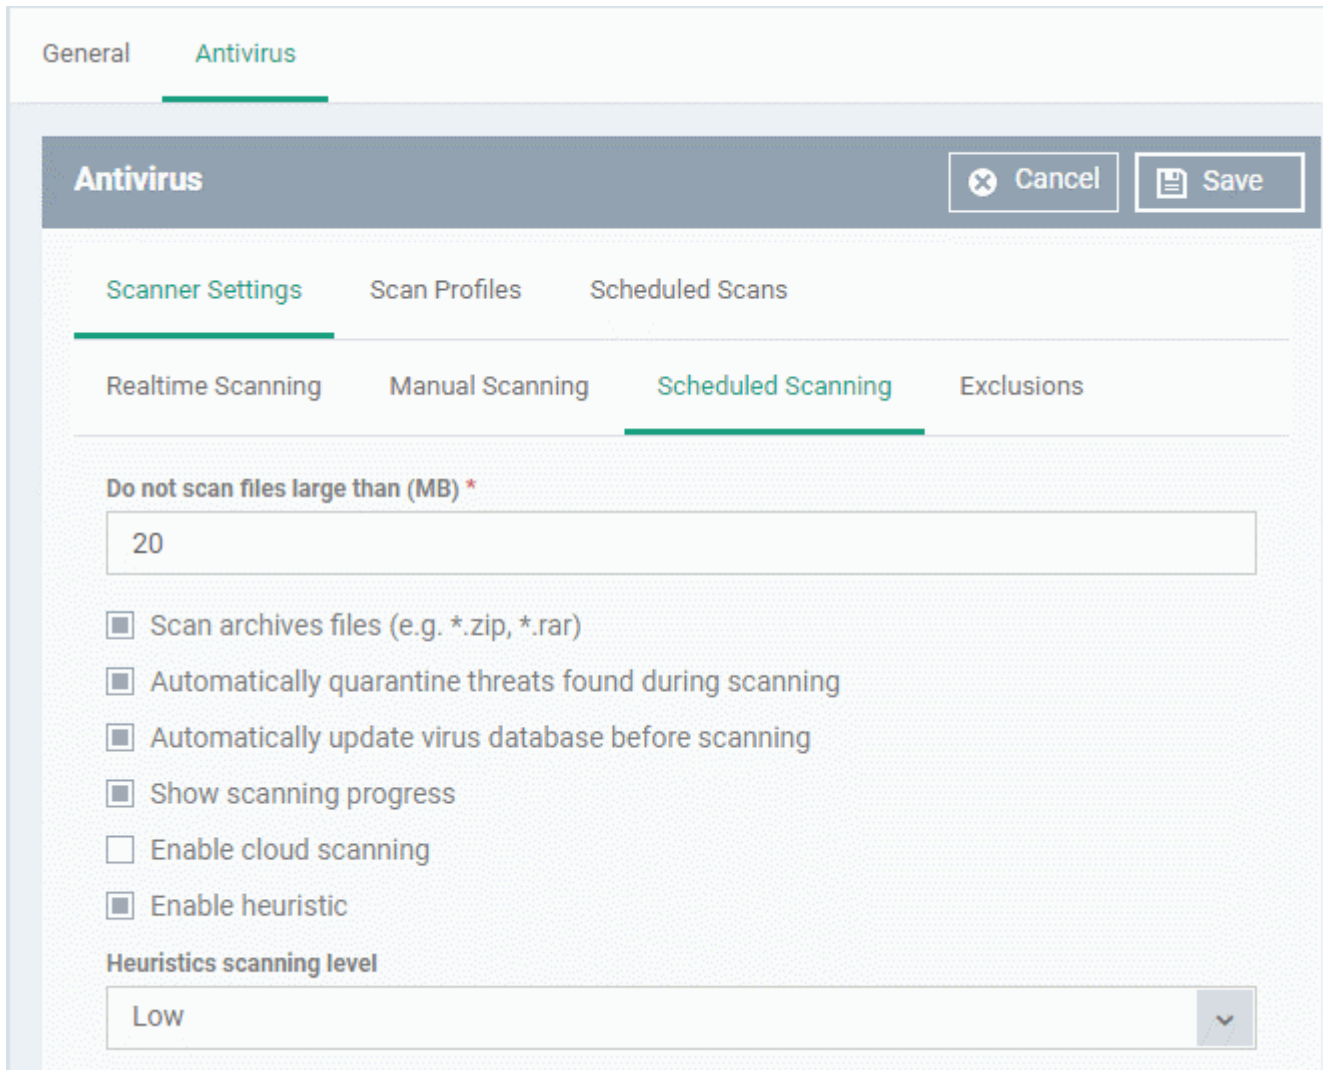 General Antivirus
Antivirus Cancel Save
Scanner Settings Scan Profiles Scheduled Scans
Realtime Scanning Manual Scanning Scheduled Scanning Exclusions
Do not scan files large than (MB) *
20
Scan archives files (e.g. *.zip, *.rar)
Automatically quarantine threats found during scanning
Automatically update virus database before scanning
Show scanning progress
Enable cloud scanning
Enable heuristic
Heuristics scanning level
Low